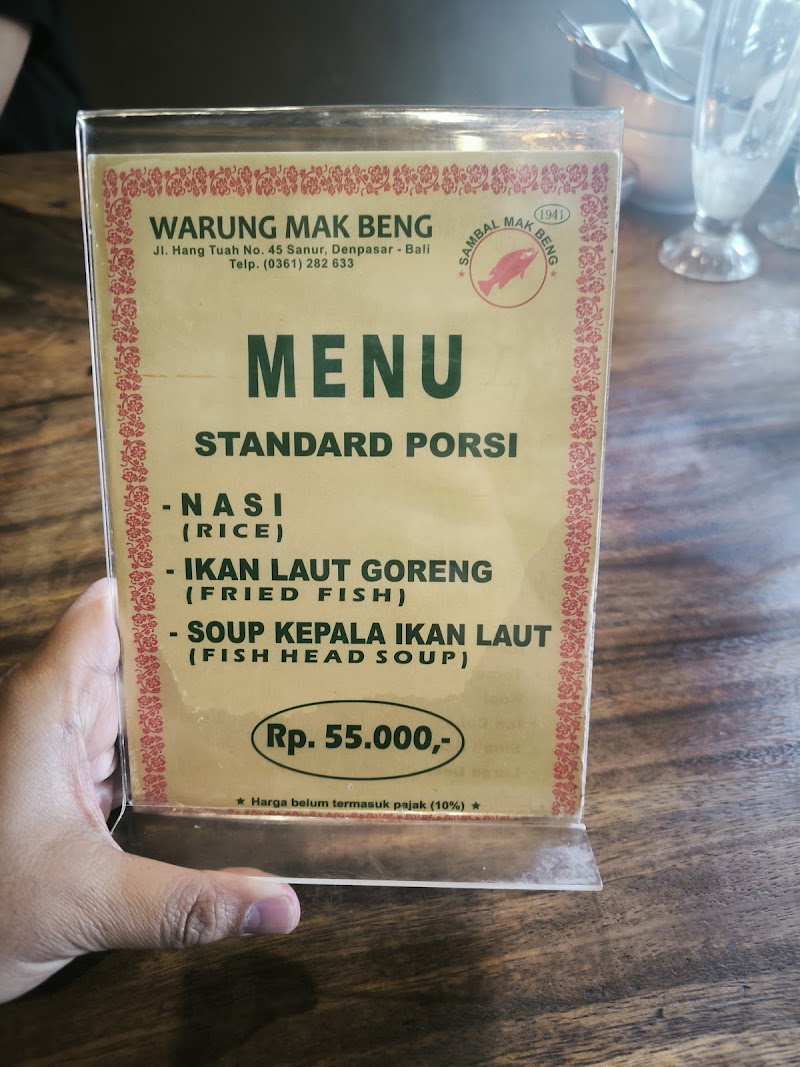 WARUNG MAK BENG
Jl. Hang Tuah No. 45 Sanur, Denpasar - Bali
Telp. (0361) 282 633
1941
SAMBAL MAK BENG
MENU
STANDARD PORSI
- NASI
(RICE)
- IKAN LAUT GORENG
(FRIED FISH)
- SOUP KEPALA IKAN LAUT
(FISH HEAD SOUP)
Rp. 55.000,-
★ Harga belum termasuk pajak (10%) ★